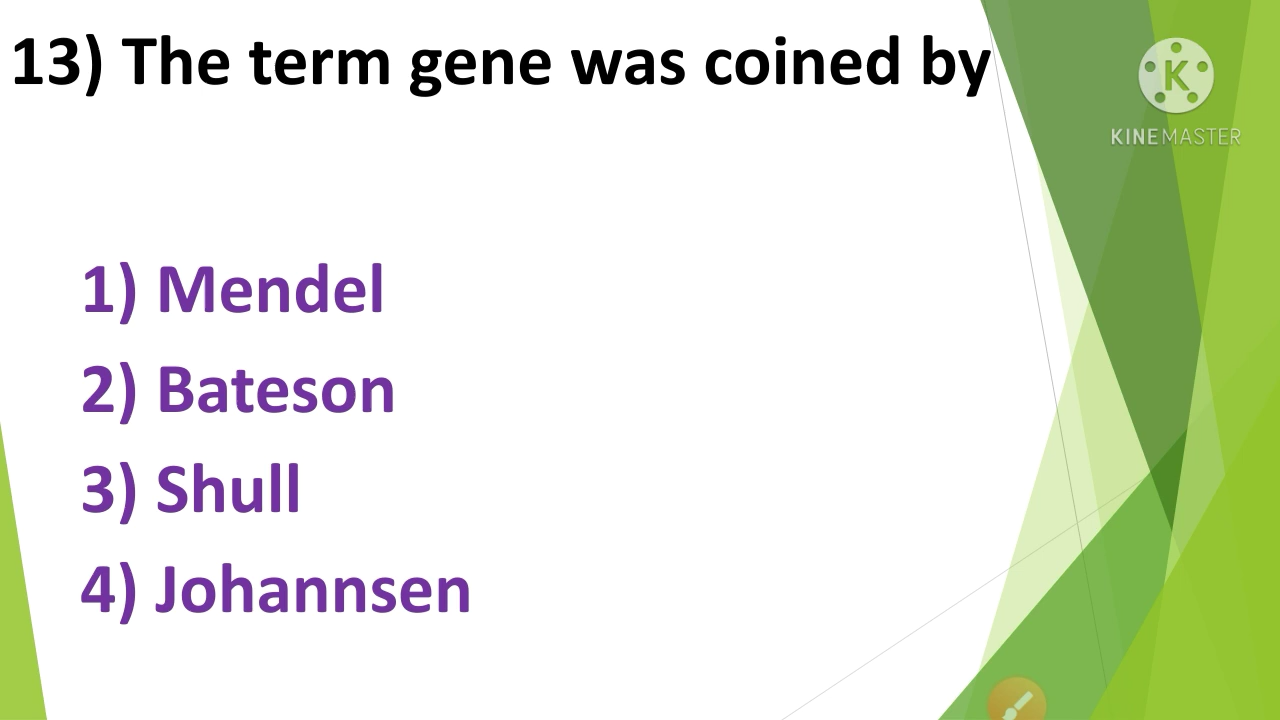 13) The term gene was coined by
K
KINEMASTER
1) Mendel
2) Bateson
3) Shull
4) Johannsen